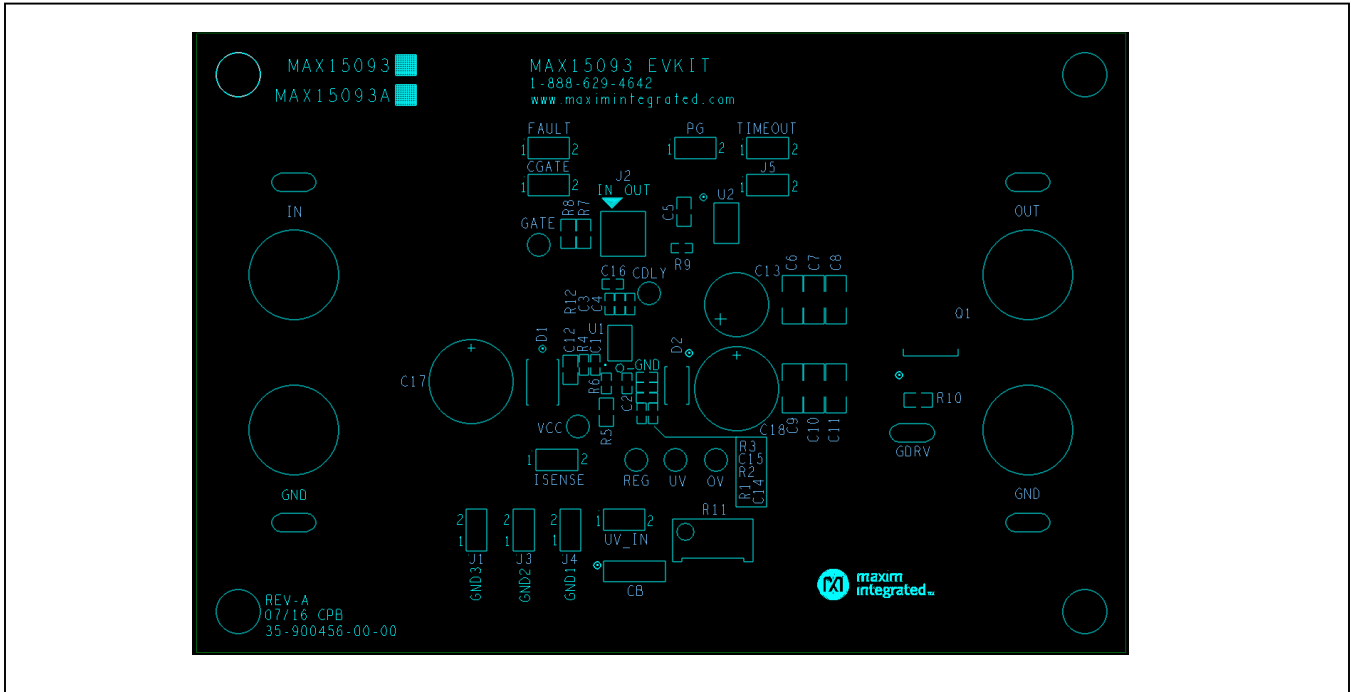 MAX15093
MAX15093A
MAX15093 EVKIT
1-888-629-4642
www.maximintegrated.com
FAULT
PG
TIMEOUT
1 2
1 2
1 2
CGATE
J5
1 2
1 2
J2
IN OUT
U2
IN
OUT
R8
R7
C5
GATE
R9
C16
CDLY
C13
C6
C7
C8
R12
C3
C4
Q1
U1
D1
C12
R4
C1
D2
GND
C17
R6
C2
R10
R5
VCC
C18
C9
C10
C11
GDRV
R3
C15
R2
R1
C14
1 2
ISENSE
REG
UV
OV
GND
GND
R11
2
1
2
1
2
1
1 2
UV_IN
J1
J3
J4
GND3
GND2
GND1
CB
maxim
integrated™
REV-A
07/16 CPB
35-900456-00-00